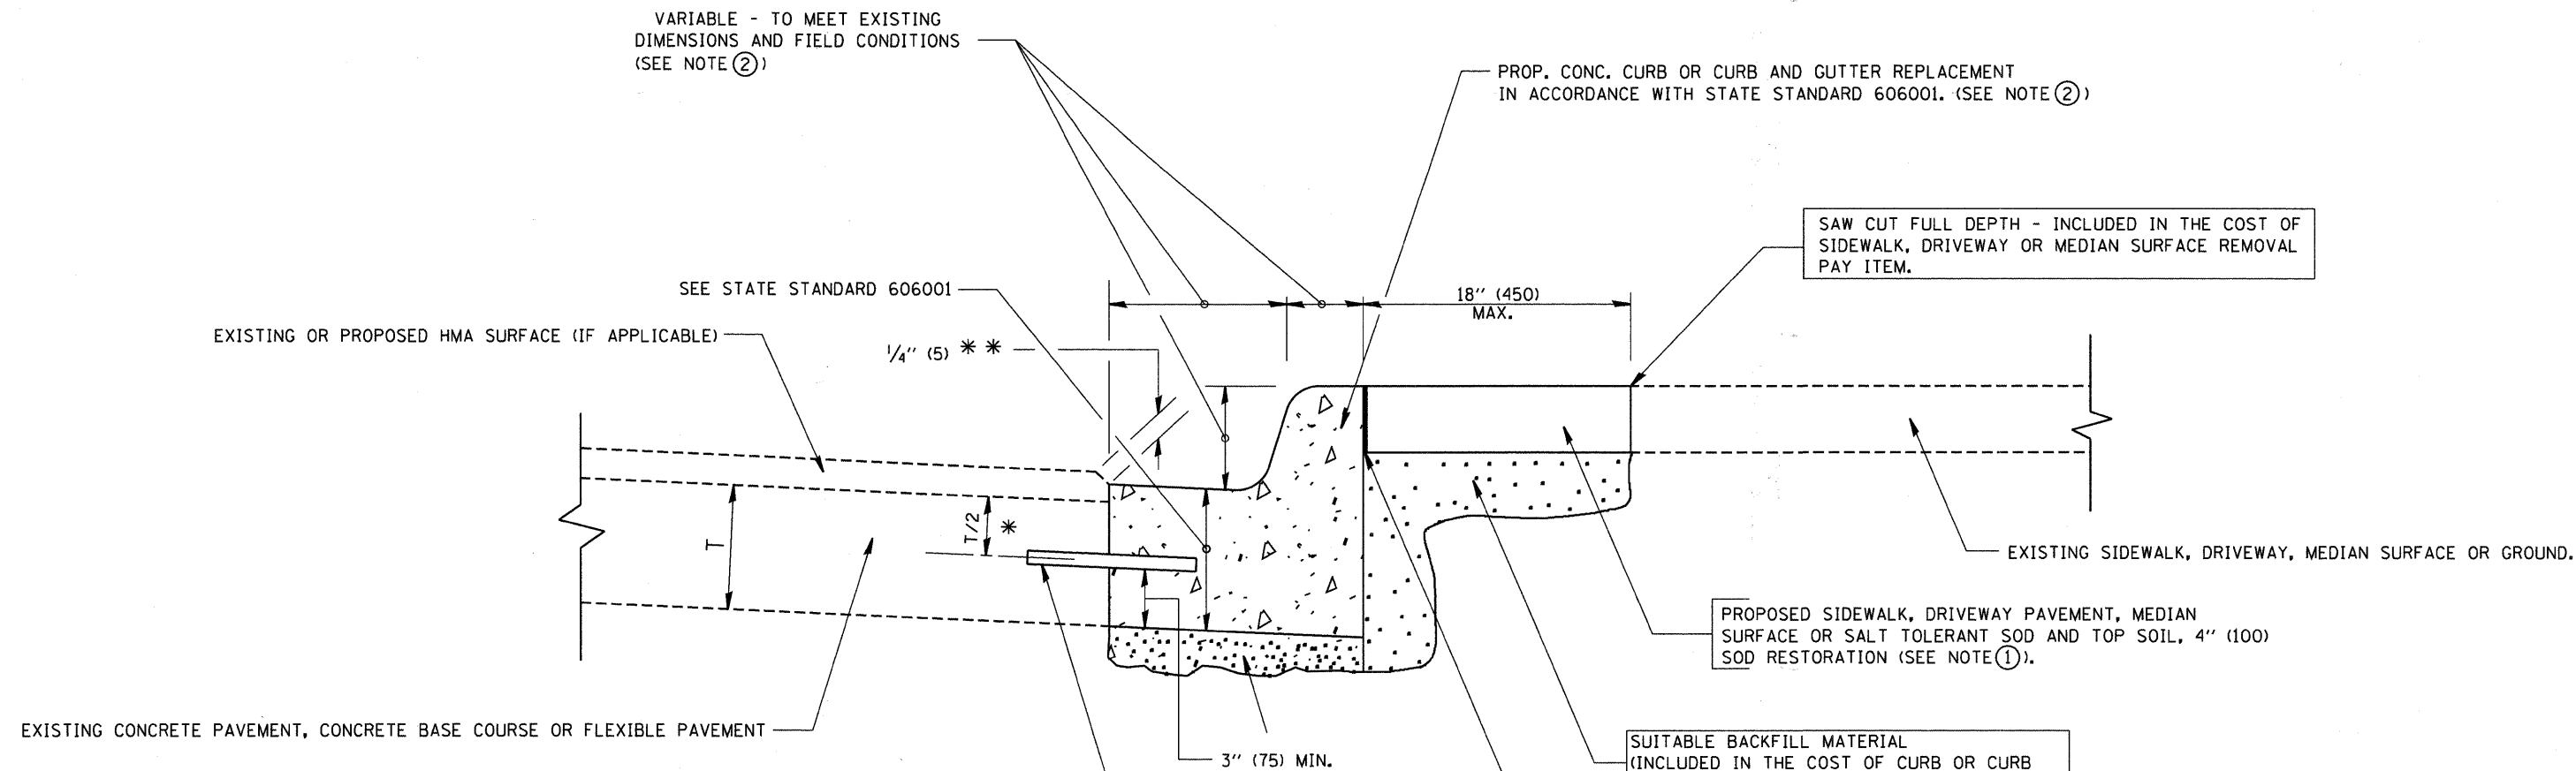 VARIABLE - TO MEET EXISTING
DIMENSIONS AND FIELD CONDITIONS
(SEE NOTE ②)
PROP. CONC. CURB OR CURB AND GUTTER REPLACEMENT
IN ACCORDANCE WITH STATE STANDARD 606001. (SEE NOTE ②)
SAW CUT FULL DEPTH - INCLUDED IN THE COST OF
SIDEWALK, DRIVEWAY OR MEDIAN SURFACE REMOVAL
PAY ITEM.
SEE STATE STANDARD 606001
18" (450)
MAX.
EXISTING OR PROPOSED HMA SURFACE (IF APPLICABLE)
1/4" (5) * *
T
T/2 *
EXISTING SIDEWALK, DRIVEWAY, MEDIAN SURFACE OR GROUND.
PROPOSED SIDEWALK, DRIVEWAY PAVEMENT, MEDIAN
SURFACE OR SALT TOLERANT SOD AND TOP SOIL, 4" (100)
SOD RESTORATION (SEE NOTE ①).
EXISTING CONCRETE PAVEMENT, CONCRETE BASE COURSE OR FLEXIBLE PAVEMENT
3" (75) MIN.
SUITABLE BACKFILL MATERIAL
(INCLUDED IN THE COST OF CURB OR CURB